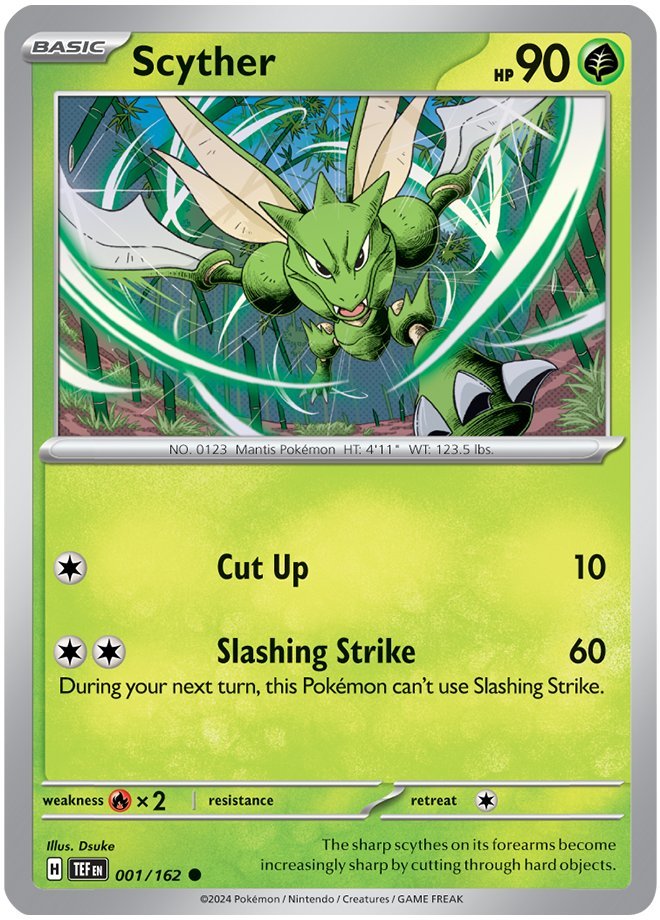 BASIC
Scyther
HP 90
NO. 0123 Mantis Pokémon HT: 4'11" WT: 123.5 lbs.
Cut Up 10
Slashing Strike 60
During your next turn, this Pokémon can't use Slashing Strike.
weakness ×2 resistance retreat
Illus. Dsuke
The sharp scythes on its forearms become
increasingly sharp by cutting through hard objects.
H TEF EN 001/162
©2024 Pokémon / Nintendo / Creatures / GAME FREAK